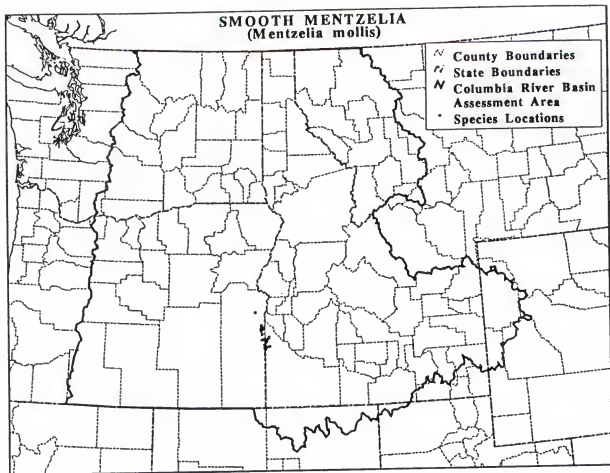 SMOOTH MENTZELIA
(Mentzelia mollis)
County Boundaries
State Boundaries
Columbia River Basin
Assessment Area
Species Locations